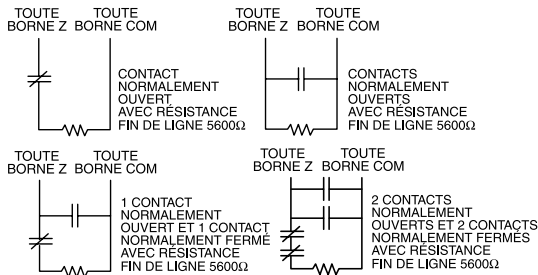 TOUTE
BORNE Z
TOUTE
BORNE COM
CONTACT
NORMALEMENT
OUVERT
AVEC RÉSISTANCE
FIN DE LIGNE 5600Ω
TOUTE
BORNE Z
TOUTE
BORNE COM
CONTACTS
NORMALEMENT
OUVERTS
AVEC RÉSISTANCE
FIN DE LIGNE 5600Ω
TOUTE
BORNE Z
TOUTE
BORNE COM
1 CONTACT
NORMALEMENT
OUVERT ET 1 CONTACT
NORMALEMENT FERMÉ
AVEC RÉSISTANCE
FIN DE LIGNE 5600Ω
TOUTE
BORNE Z
TOUTE
BORNE COM
2 CONTACTS
NORMALEMENT
OUVERTS ET 2 CONTACTS
NORMALEMENT FERMÉS
AVEC RÉSISTANCE
FIN DE LIGNE 5600Ω